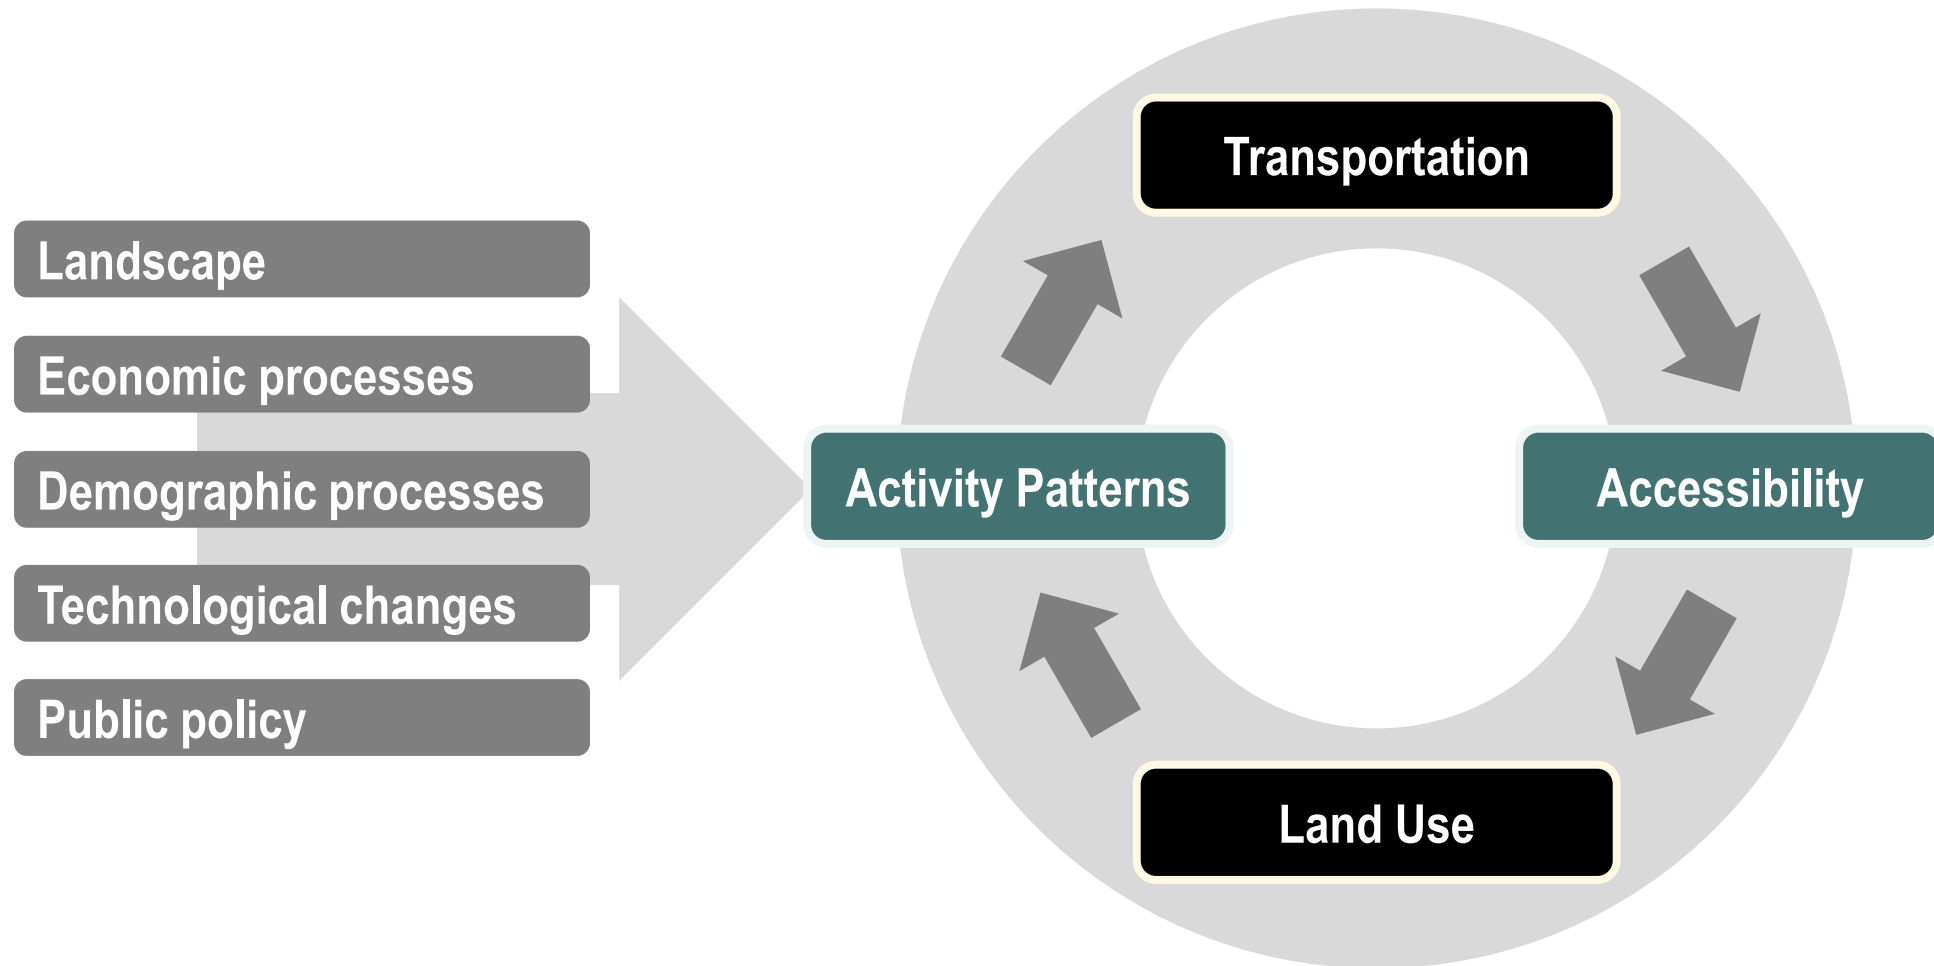 Landscape
Economic processes
Demographic processes
Technological changes
Public policy
Transportation
Activity Patterns
Accessibility
Land Use